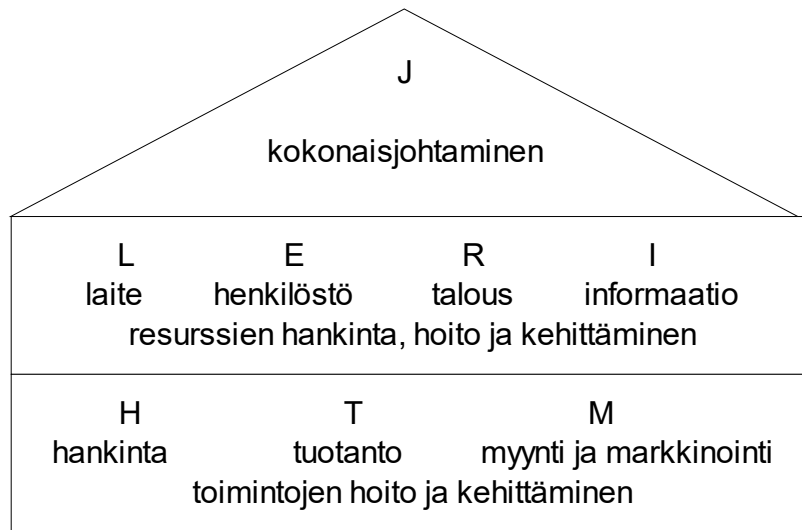 J
kokonaisjohtaminen
L E R I
laite henkilöstö talous informaatio
resurssien hankinta, hoito ja kehittäminen
H T M
hankinta tuotanto myynti ja markkinointi
toimintojen hoito ja kehittäminen